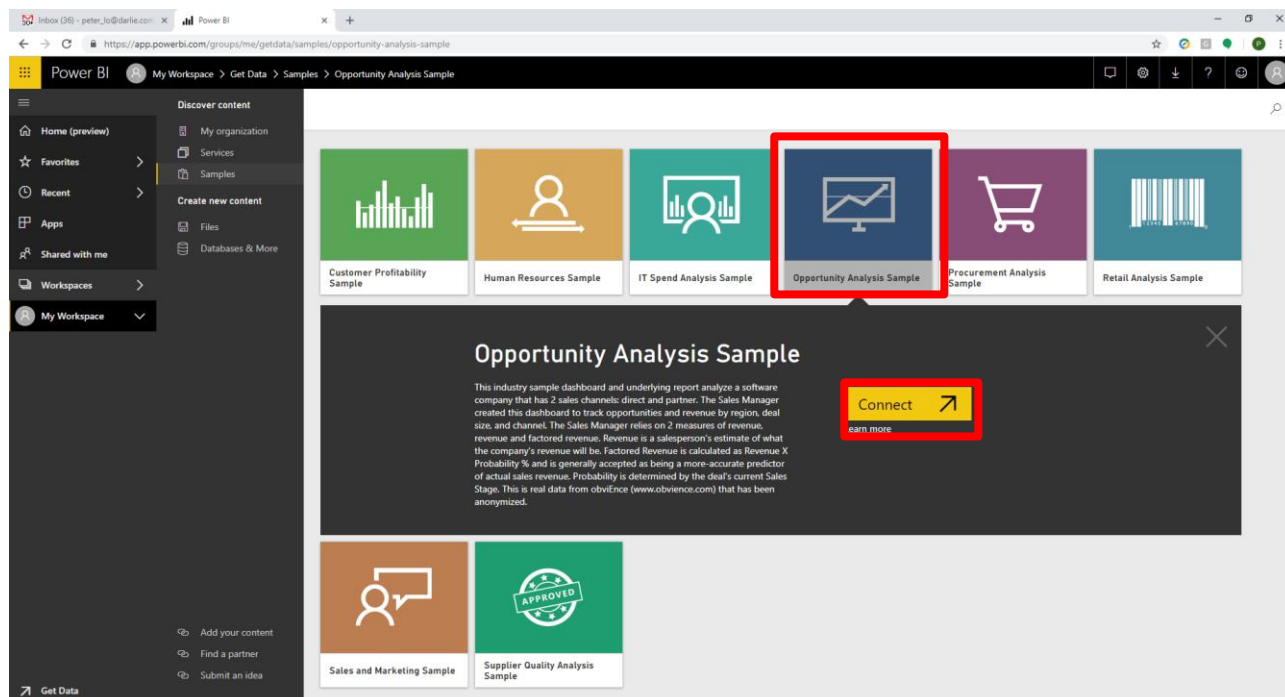 Inbox (36) - peter_lo@darlie.com
Power BI
https://app.powerbi.com/groups/me/getdata/samples/opportunity-analysis-sample
Power BI
My Workspace > Get Data > Samples > Opportunity Analysis Sample
Home (preview)
Favorites
Recent
Apps
Shared with me
Workspaces
My Workspace
Get Data
Discover content
My organization
Services
Samples
Create new content
Files
Databases & More
Add your content
Find a partner
Submit an idea
Customer Profitability
Sample
Human Resources Sample
IT Spend Analysis Sample
Opportunity Analysis Sample
Procurement Analysis
Sample
Retail Analysis Sample
Opportunity Analysis Sample
This industry sample dashboard and underlying report analyze a software
company that has 2 sales channels: direct and partner. The Sales Manager
created this dashboard to track opportunities and revenue by region, deal
size, and channel. The Sales Manager relies on 2 measures of revenue,
revenue and factored revenue. Revenue is a salesperson's estimate of what
the company's revenue will be. Factored Revenue is calculated as Revenue X
Probability % and is generally accepted as being a more-accurate predictor
of actual sales revenue. Probability is determined by the deal's current Sales
Stage. This is real data from obviEnce (www.obvience.com) that has been
anonymized.
Connect
earn more
APPROVED
Sales and Marketing Sample
Supplier Quality Analysis
Sample